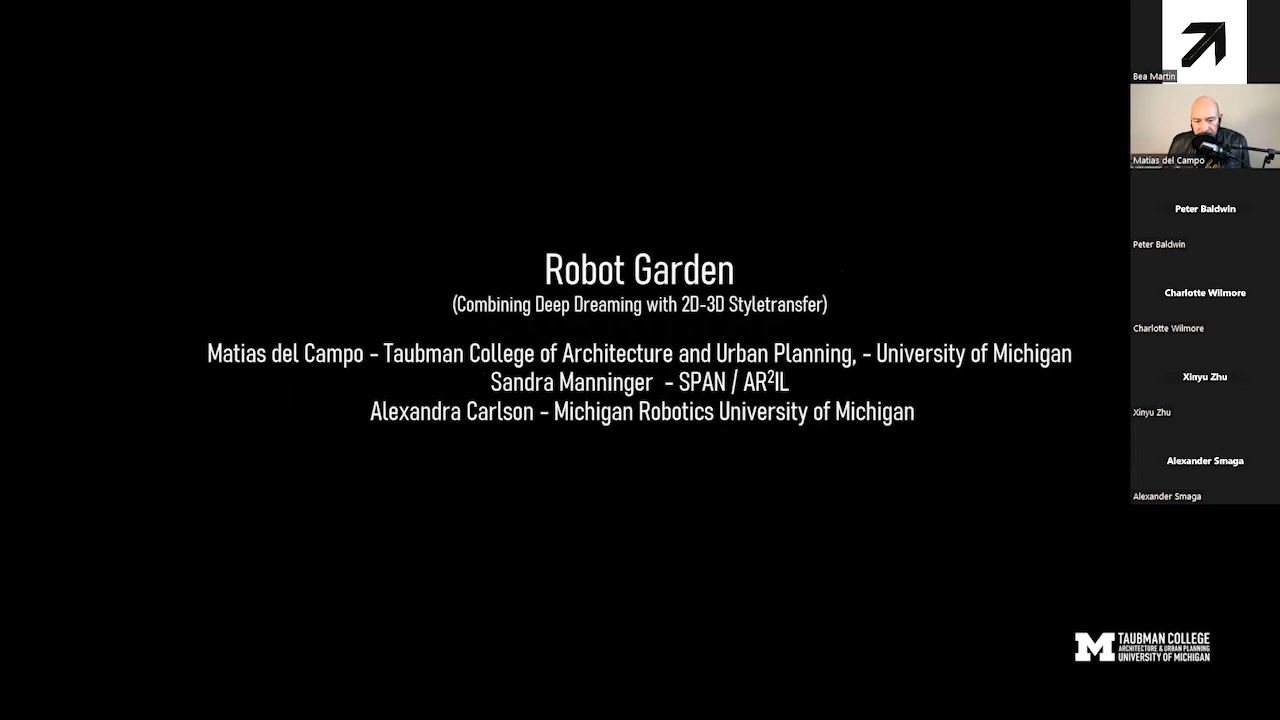 Robot Garden
(Combining Deep Dreaming with 2D-3D Styletransfer)
Matias del Campo - Taubman College of Architecture and Urban Planning, - University of Michigan
Sandra Manninger - SPAN / AR²IL
Alexandra Carlson - Michigan Robotics University of Michigan
Bea Martin
Matias del Campo
Peter Baldwin
Peter Baldwin
Charlotte Wilmore
Charlotte Wilmore
Xinyu Zhu
Xinyu Zhu
Alexander Smaga
Alexander Smaga
M
TAUBMAN COLLEGE
ARCHITECTURE & URBAN PLANNING
UNIVERSITY OF MICHIGAN